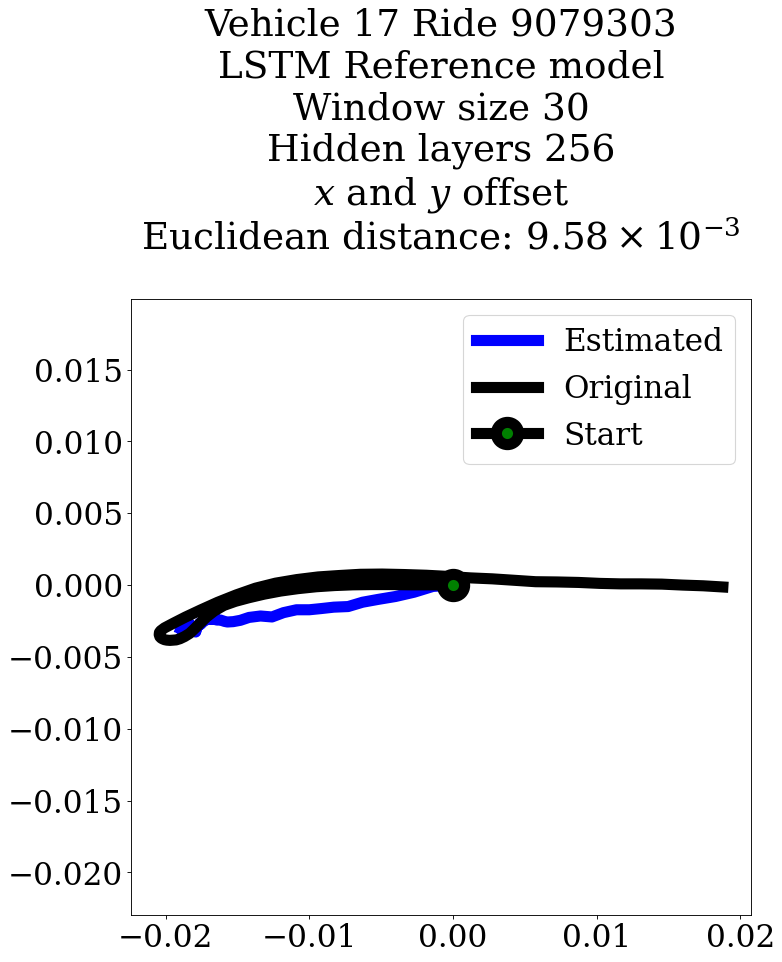 Vehicle 17 Ride 9079303
LSTM Reference model
Window size 30
Hidden layers 256
x and y offset
Euclidean distance: 9.58 × 10⁻³
Estimated
Original
Start
0.015
0.010
0.005
0.000
−0.005
−0.010
−0.015
−0.020
−0.02 −0.01 0.00 0.01 0.02